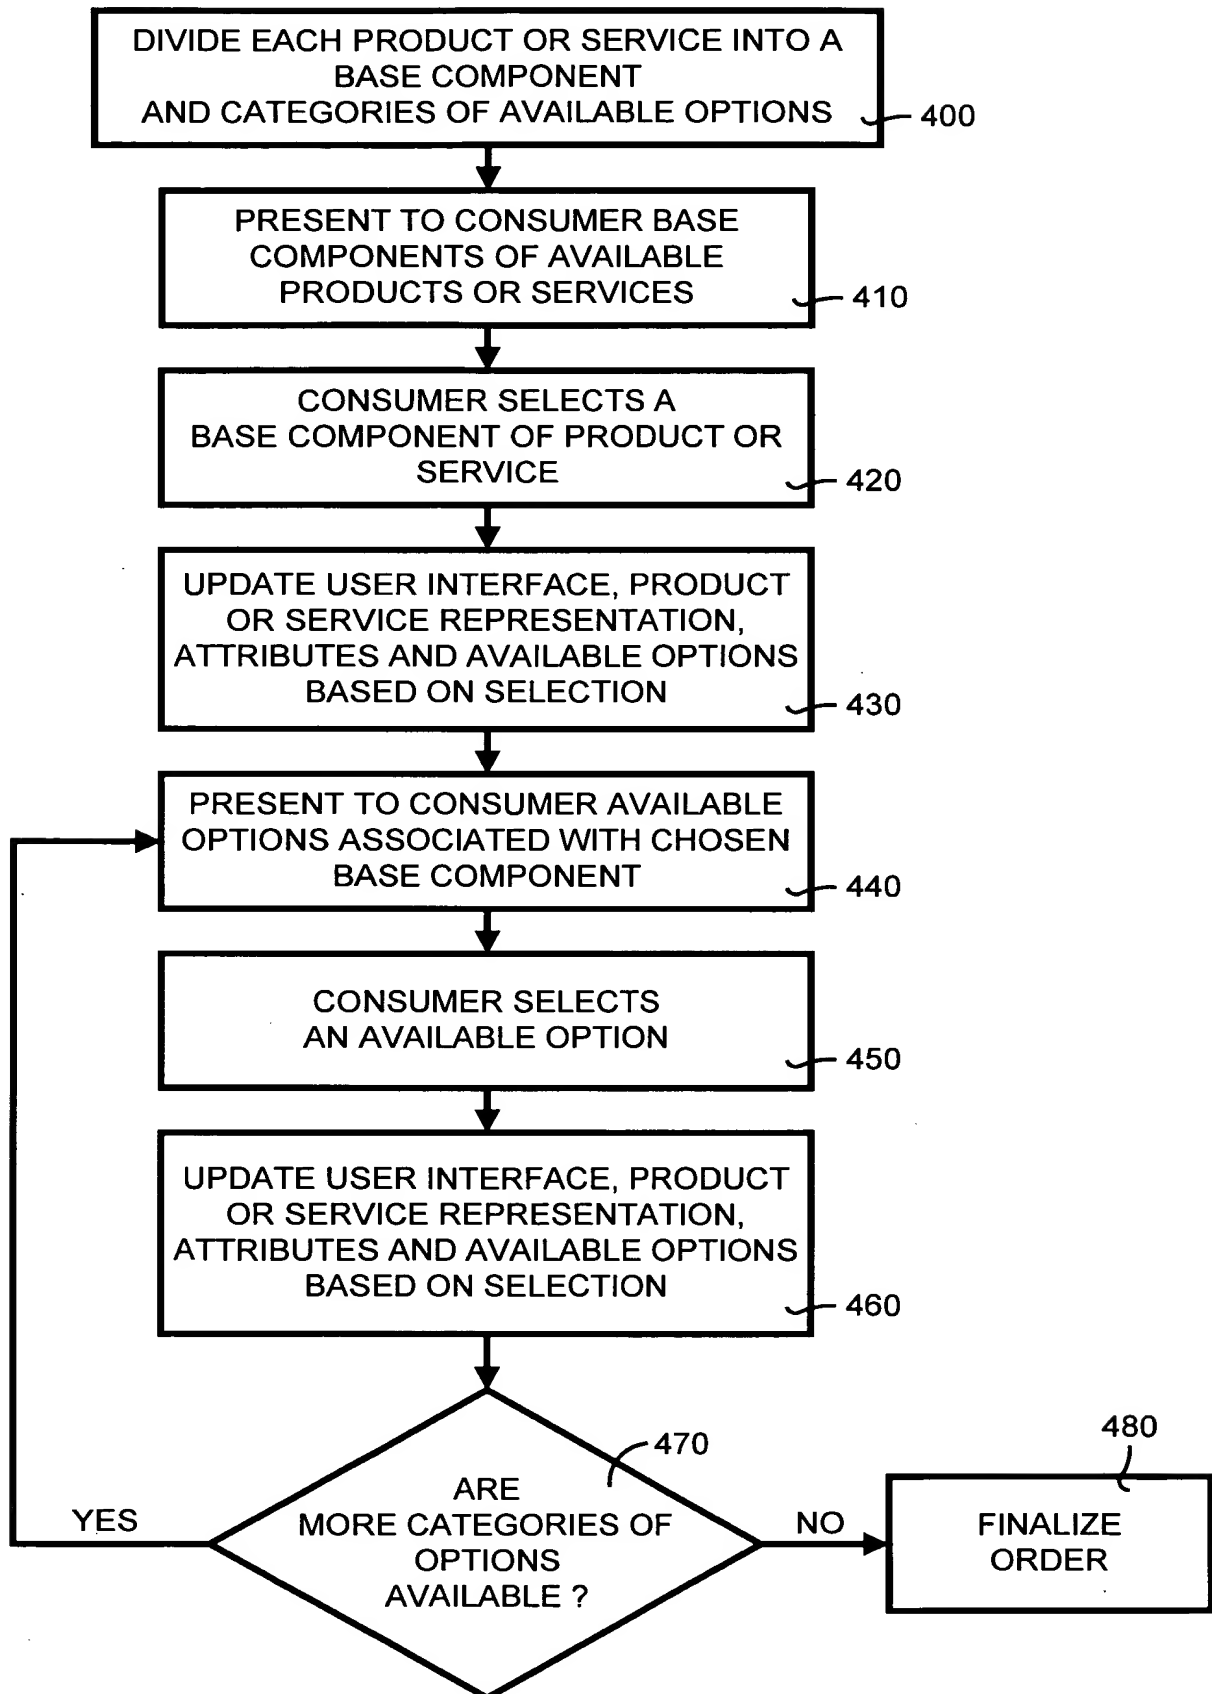 DIVIDE EACH PRODUCT OR SERVICE INTO A
BASE COMPONENT
AND CATEGORIES OF AVAILABLE OPTIONS
400
PRESENT TO CONSUMER BASE
COMPONENTS OF AVAILABLE
PRODUCTS OR SERVICES
410
CONSUMER SELECTS A
BASE COMPONENT OF PRODUCT OR
SERVICE
420
UPDATE USER INTERFACE, PRODUCT
OR SERVICE REPRESENTATION,
ATTRIBUTES AND AVAILABLE OPTIONS
BASED ON SELECTION
430
PRESENT TO CONSUMER AVAILABLE
OPTIONS ASSOCIATED WITH CHOSEN
BASE COMPONENT
440
CONSUMER SELECTS
AN AVAILABLE OPTION
450
UPDATE USER INTERFACE, PRODUCT
OR SERVICE REPRESENTATION,
ATTRIBUTES AND AVAILABLE OPTIONS
BASED ON SELECTION
460
470
ARE
MORE CATEGORIES OF
OPTIONS
AVAILABLE ?
YES
NO
480
FINALIZE
ORDER